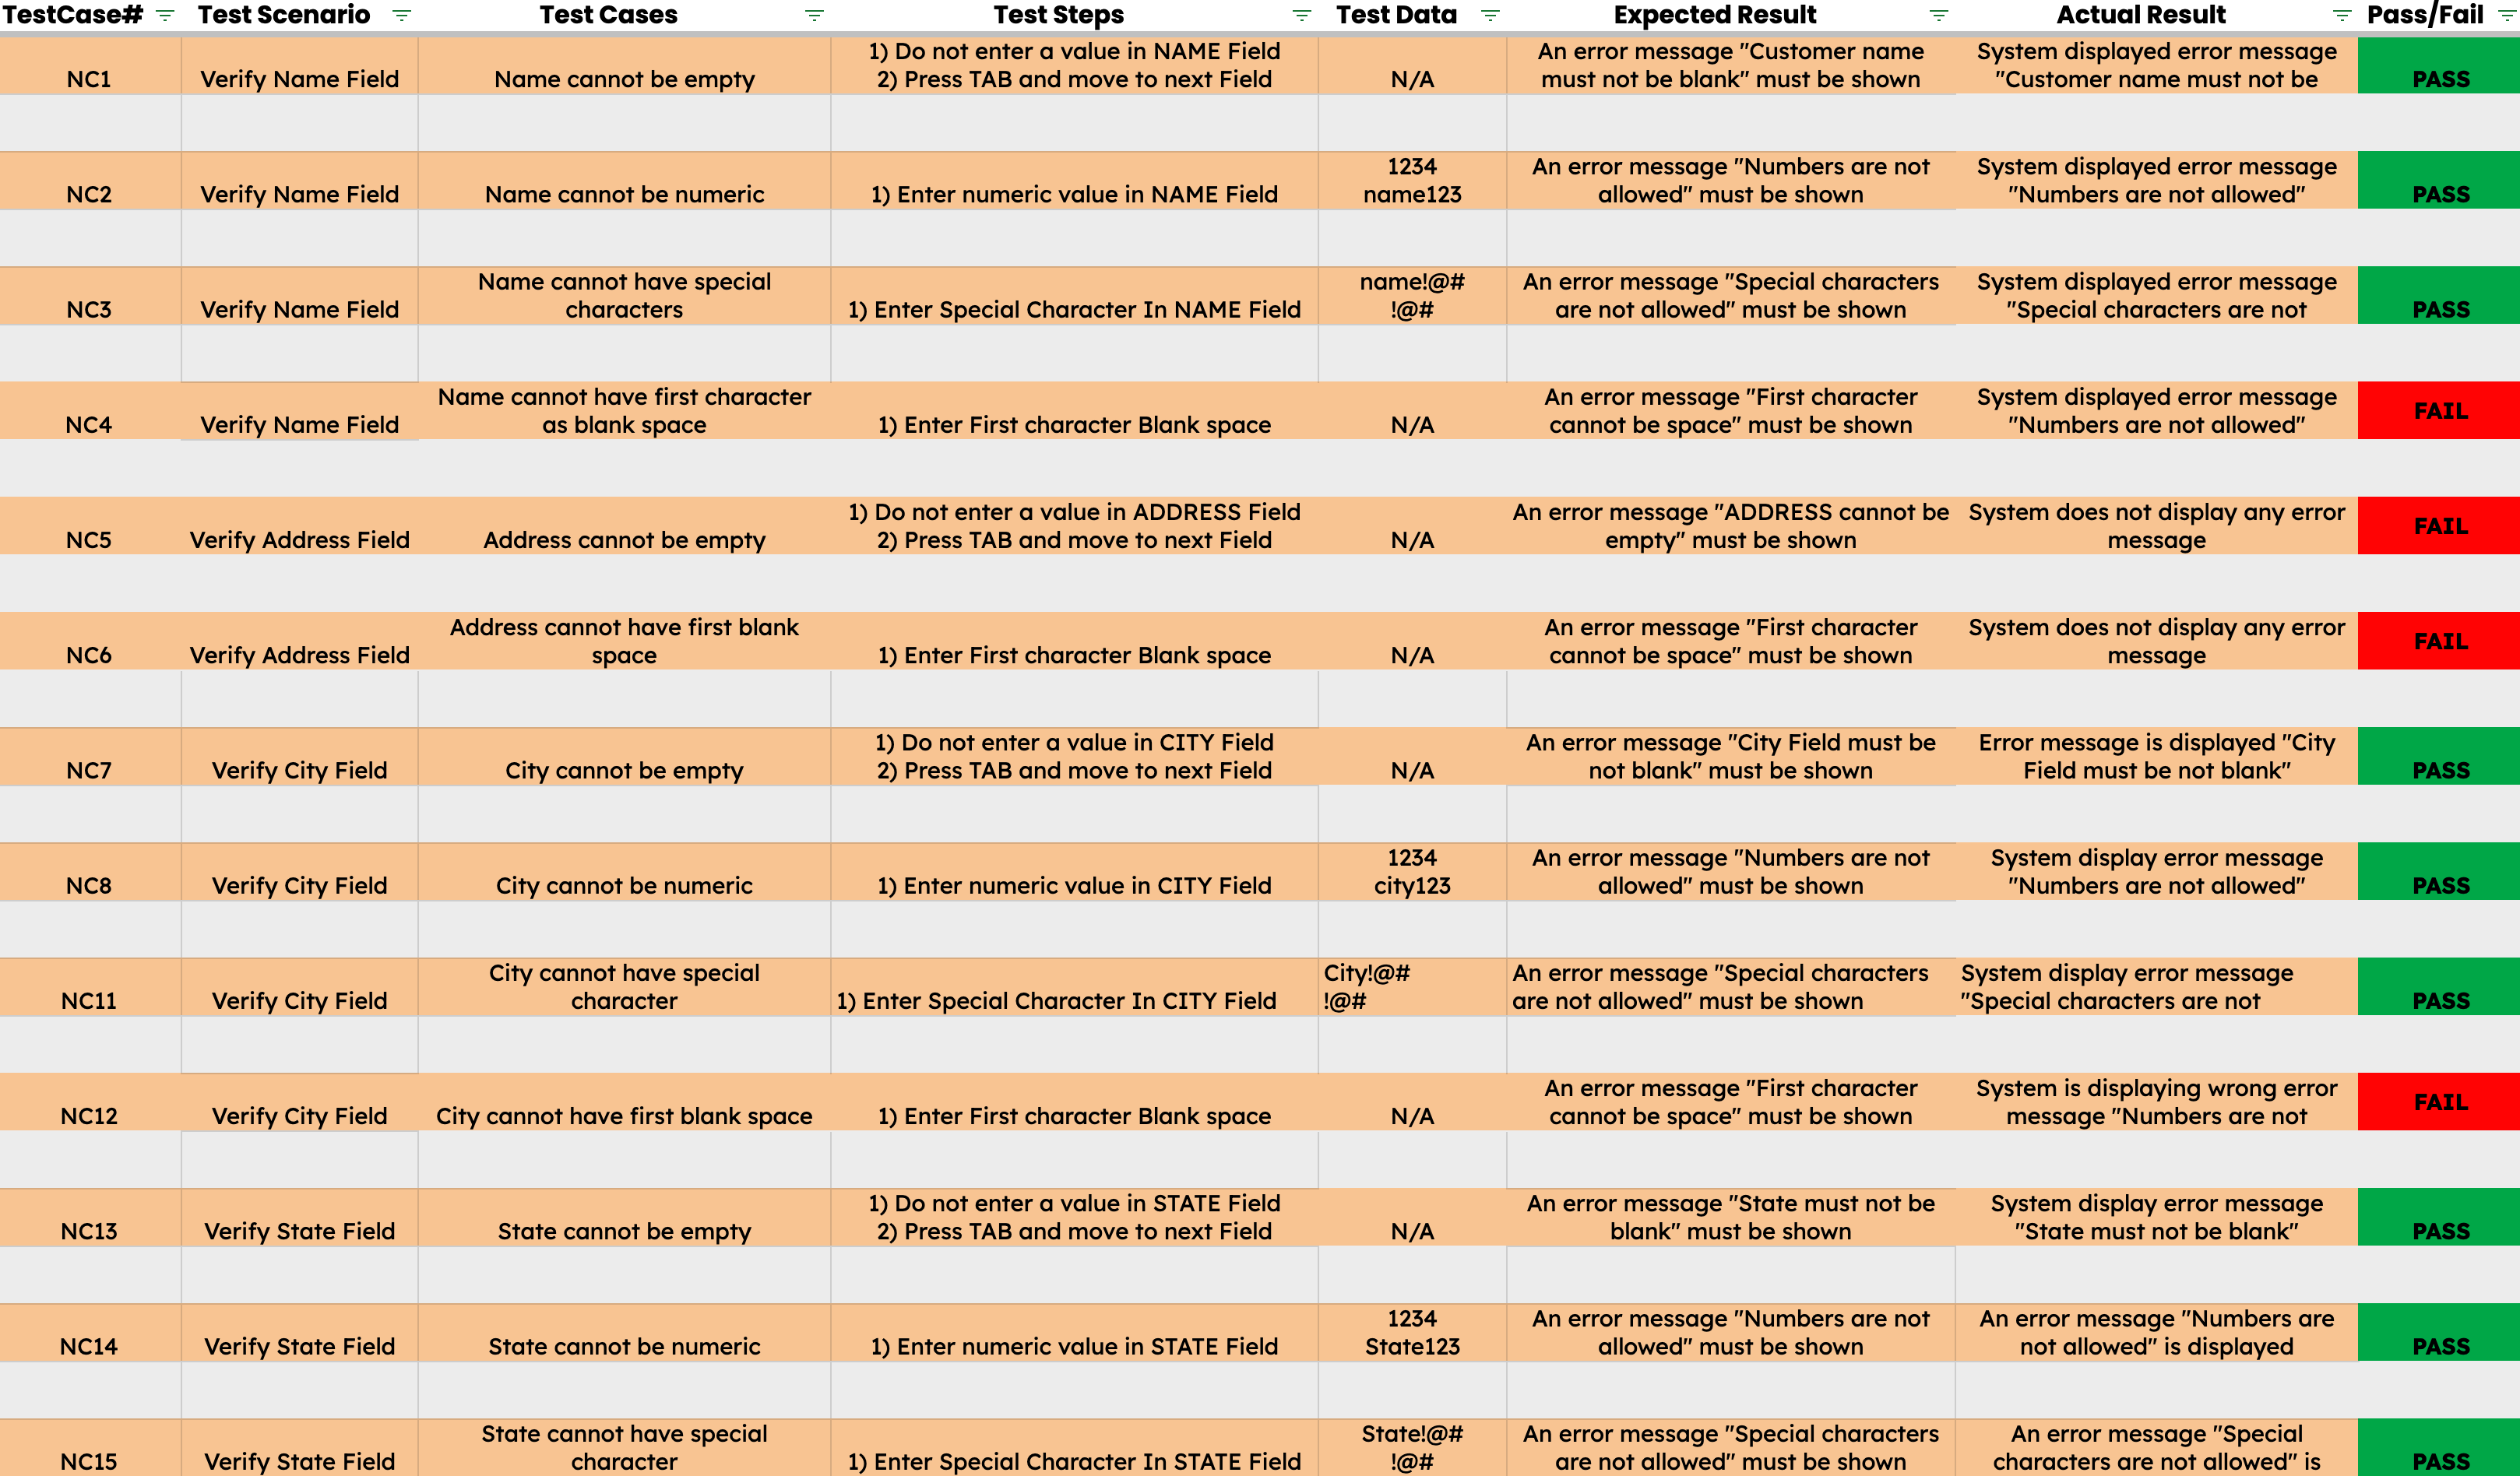 TestCase# Test Scenario Test Cases Test Steps Test Data Expected Result Actual Result Pass/Fail
1) Do not enter a value in NAME Field An error message "Customer name System displayed error message
NC1 Verify Name Field Name cannot be empty 2) Press TAB and move to next Field N/A must not be blank" must be shown "Customer name must not be PASS
1234 An error message "Numbers are not System displayed error message
NC2 Verify Name Field Name cannot be numeric 1) Enter numeric value in NAME Field name123 allowed" must be shown "Numbers are not allowed" PASS
Name cannot have special name!@# An error message "Special characters System displayed error message
NC3 Verify Name Field characters 1) Enter Special Character In NAME Field !@# are not allowed" must be shown "Special characters are not PASS
Name cannot have first character An error message "First character System displayed error message
NC4 Verify Name Field as blank space 1) Enter First character Blank space N/A cannot be space" must be shown "Numbers are not allowed" FAIL
1) Do not enter a value in ADDRESS Field An error message "ADDRESS cannot be System does not display any error
NC5 Verify Address Field Address cannot be empty 2) Press TAB and move to next Field N/A empty" must be shown message FAIL
Address cannot have first blank An error message "First character System does not display any error
NC6 Verify Address Field space 1) Enter First character Blank space N/A cannot be space" must be shown message FAIL
1) Do not enter a value in CITY Field An error message "City Field must be Error message is displayed "City
NC7 Verify City Field City cannot be empty 2) Press TAB and move to next Field N/A not blank" must be shown Field must be not blank" PASS
1234 An error message "Numbers are not System display error message
NC8 Verify City Field City cannot be numeric 1) Enter numeric value in CITY Field city123 allowed" must be shown "Numbers are not allowed" PASS
City cannot have special City!@# An error message "Special characters System display error message
NC11 Verify City Field character 1) Enter Special Character In CITY Field !@# are not allowed" must be shown "Special characters are not PASS
An error message "First character System is displaying wrong error
NC12 Verify City Field City cannot have first blank space 1) Enter First character Blank space N/A cannot be space" must be shown message "Numbers are not FAIL
1) Do not enter a value in STATE Field An error message "State must not be System display error message
NC13 Verify State Field State cannot be empty 2) Press TAB and move to next Field N/A blank" must be shown "State must not be blank" PASS
1234 An error message "Numbers are not An error message "Numbers are
NC14 Verify State Field State cannot be numeric 1) Enter numeric value in STATE Field State123 allowed" must be shown not allowed" is displayed PASS
State cannot have special State!@# An error message "Special characters An error message "Special
NC15 Verify State Field character 1) Enter Special Character In STATE Field !@# are not allowed" must be shown characters are not allowed" is PASS